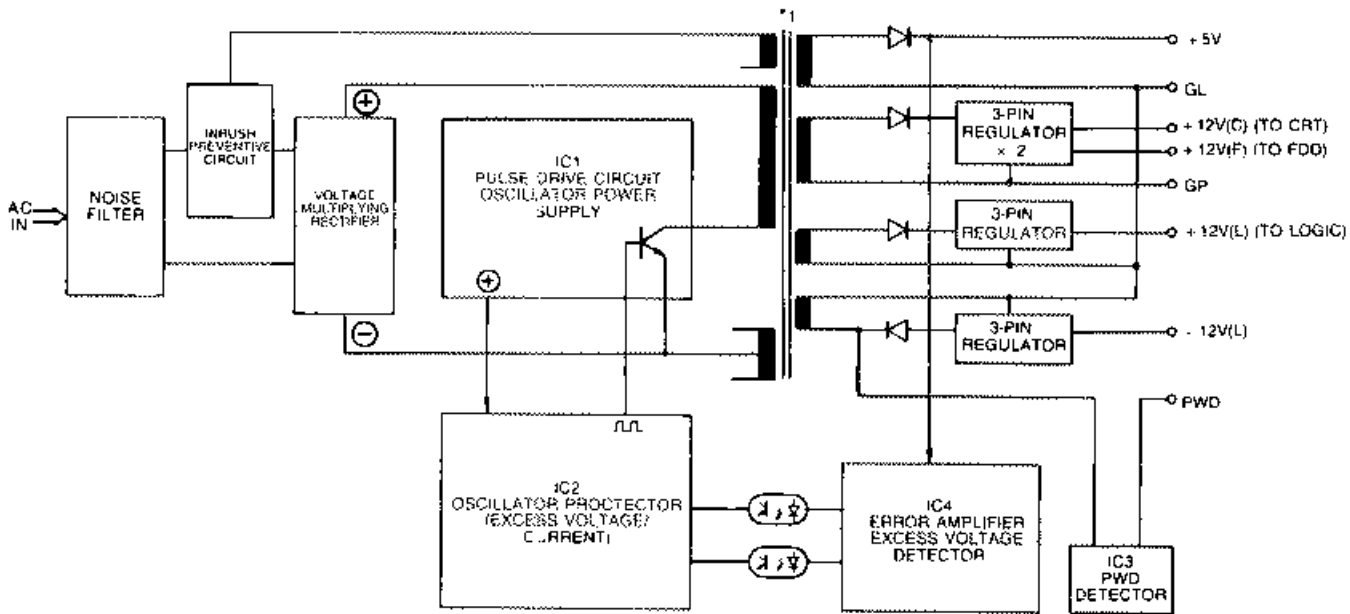 *1
+5V
GL
3-PIN
REGULATOR
× 2
+12V(C) (TO CRT)
+12V(F) (TO FDD)
GP
INRUSH
PREVENTIVE
CIRCUIT
IC1
PULSE DRIVE CIRCUIT
OSCILLATOR POWER
SUPPLY
NOISE
FILTER
VOLTAGE
MULTIPLYING
RECTIFIER
AC
IN
3-PIN
REGULATOR
+12V(L) (TO LOGIC)
3-PIN
REGULATOR
- 12V(L)
PWD
IC2
OSCILLATOR PROCTECTOR
(EXCESS VOLTAGE/
CURRENT)
IC4
ERROR AMPLIFIER
EXCESS VOLTAGE
DETECTOR
IC3
PWD
DETECTOR